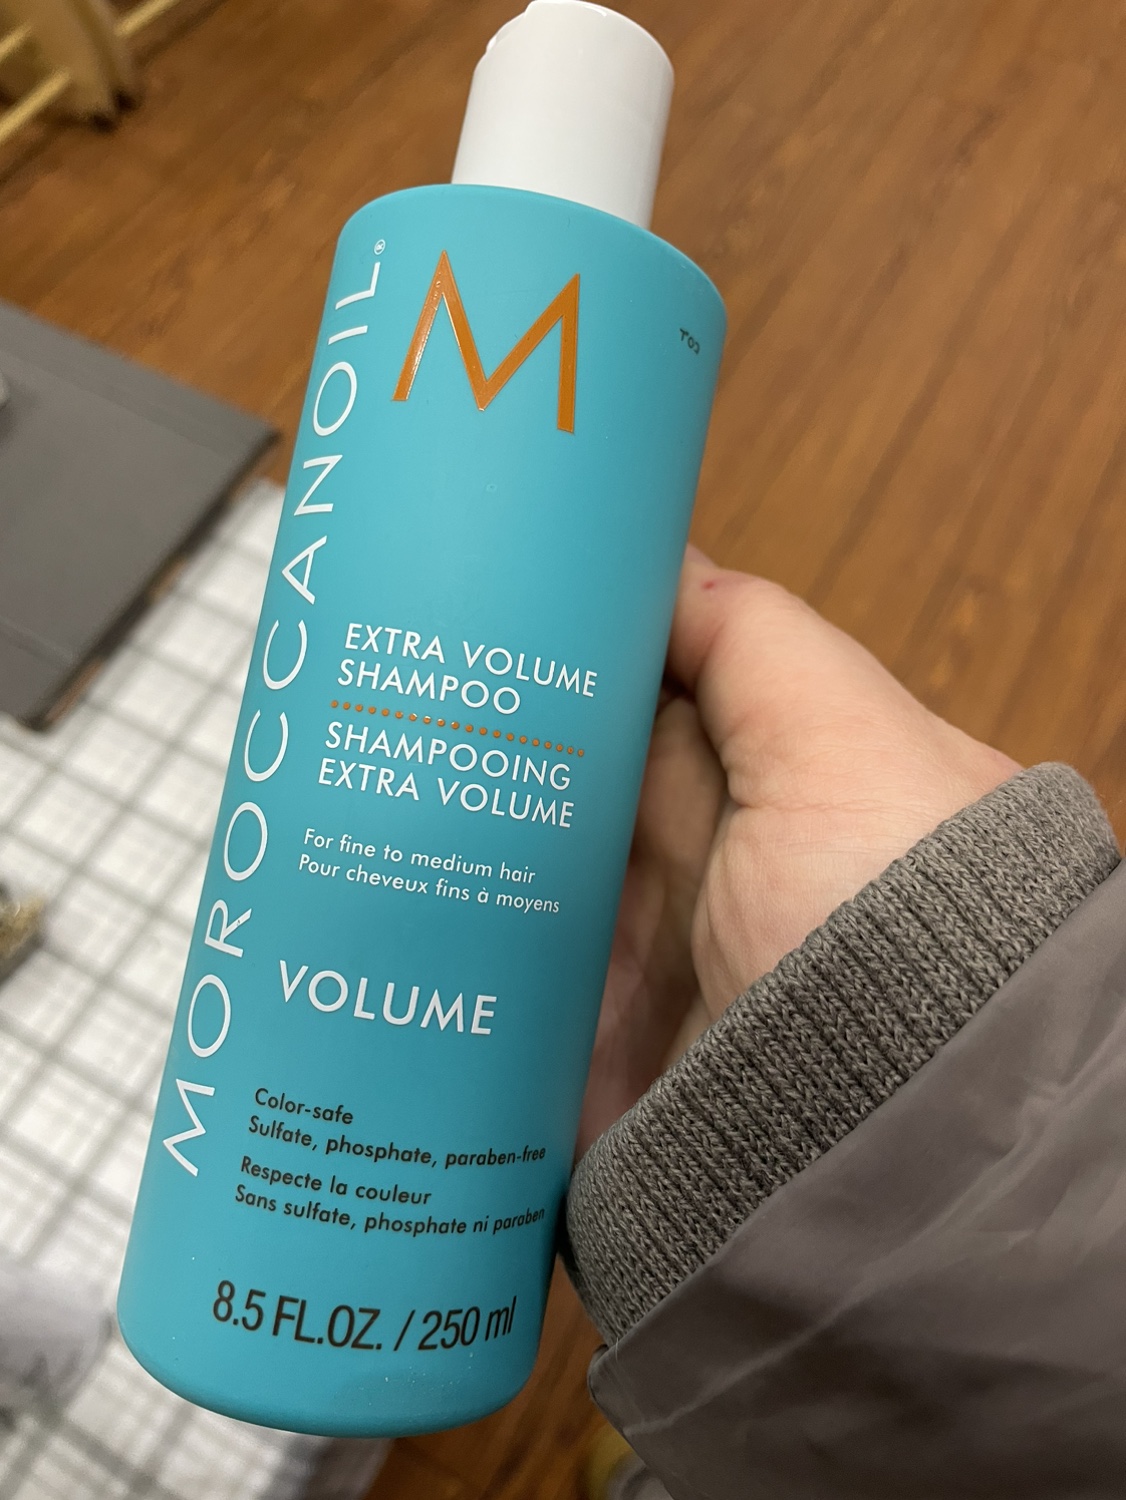 MOROCCANOIL®
M
EXTRA VOLUME
SHAMPOO
SHAMPOOING
EXTRA VOLUME
For fine to medium hair
Pour cheveux fins à moyens
VOLUME
Color-safe
Sulfate, phosphate, paraben-free
Respecte la couleur
Sans sulfate, phosphate ni paraben
8.5 FL.OZ. / 250 ml